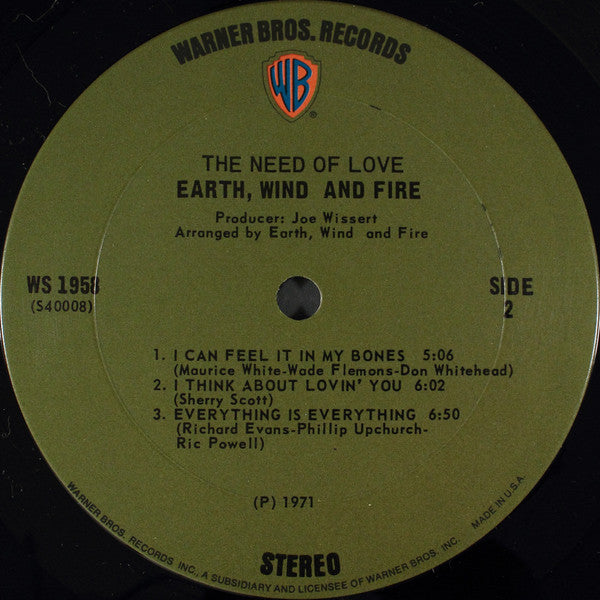 WARNER BROS. RECORDS
WB
®
THE NEED OF LOVE
EARTH, WIND AND FIRE
Producer: Joe Wissert
Arranged by Earth, Wind and Fire
WS 1958
(S40008)
SIDE
2
1. I CAN FEEL IT IN MY BONES 5:06
(Maurice White-Wade Flemons-Don Whitehead)
2. I THINK ABOUT LOVIN' YOU 6:02
(Sherry Scott)
3. EVERYTHING IS EVERYTHING 6:50
(Richard Evans-Phillip Upchurch-
Ric Powell)
(P) 1971
STEREO
WARNER BROS. RECORDS INC., A SUBSIDIARY AND LICENSEE OF WARNER BROS. INC.
MADE IN U.S.A.